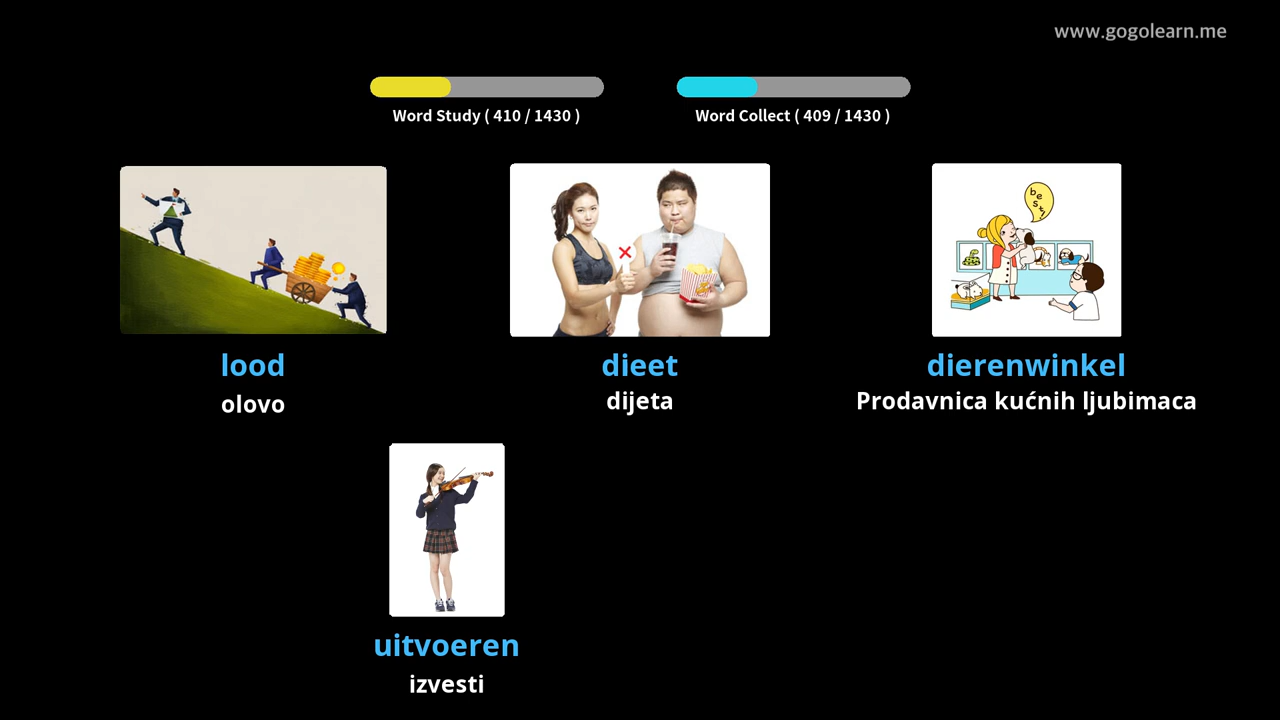 www.gogolearn.me
Word Study ( 410 / 1430 )
Word Collect ( 409 / 1430 )
best
lood
dieet
dierenwinkel
olovo
dijeta
Prodavnica kućnih ljubimaca
uitvoeren
izvesti